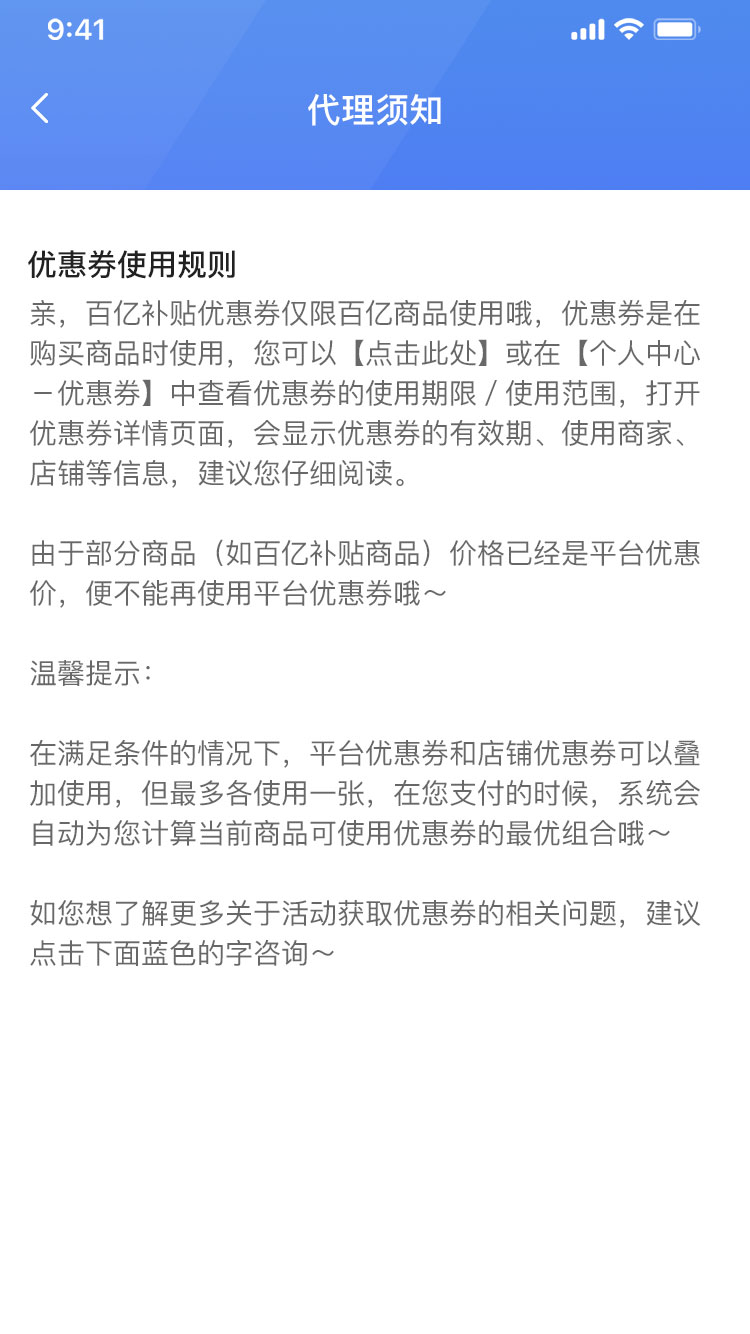 9:41
代理须知
优惠券使用规则
亲，百亿补贴优惠券仅限百亿商品使用哦，优惠券是在
购买商品时使用，您可以【点击此处】或在【个人中心
－优惠券】中查看优惠券的使用期限／使用范围，打开
优惠券详情页面，会显示优惠券的有效期、使用商家、
店铺等信息，建议您仔细阅读。
由于部分商品（如百亿补贴商品）价格已经是平台优惠
价，便不能再使用平台优惠券哦～
温馨提示：
在满足条件的情况下，平台优惠券和店铺优惠券可以叠
加使用，但最多各使用一张，在您支付的时候，系统会
自动为您计算当前商品可使用优惠券的最优组合哦～
如您想了解更多关于活动获取优惠券的相关问题，建议
点击下面蓝色的字咨询～